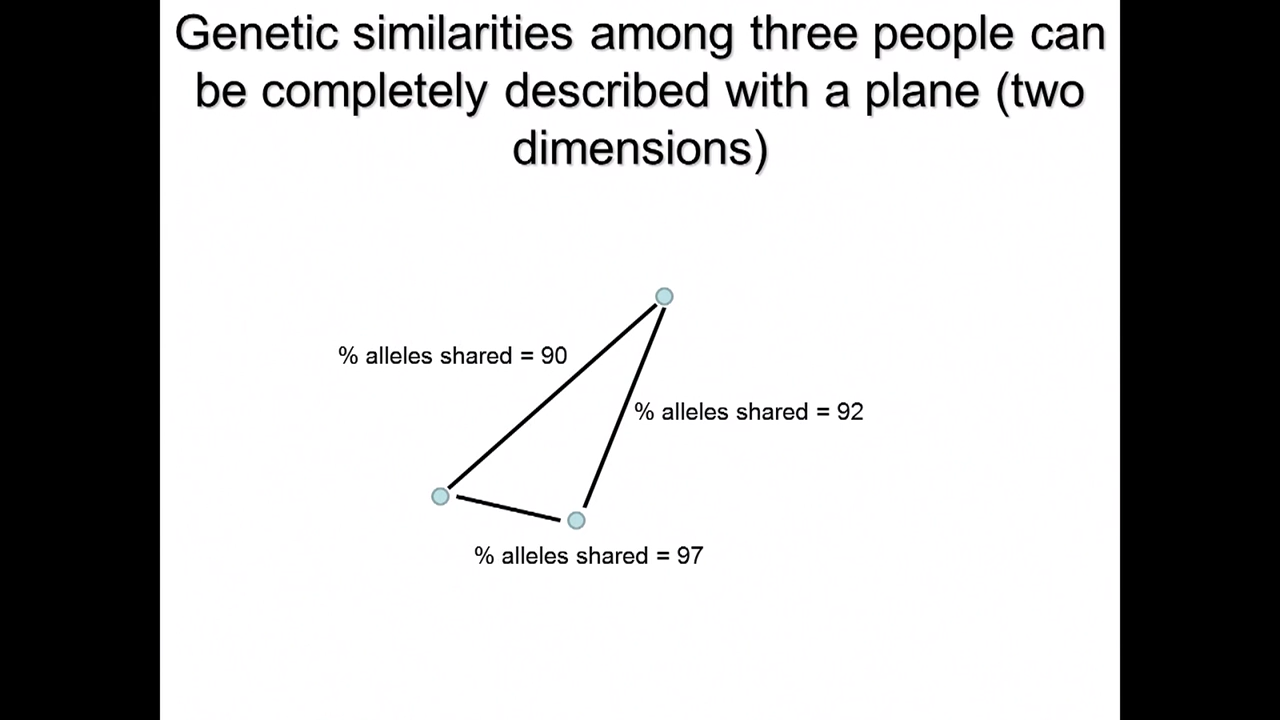 Genetic similarities among three people can
be completely described with a plane (two
dimensions)
% alleles shared = 90
% alleles shared = 92
% alleles shared = 97